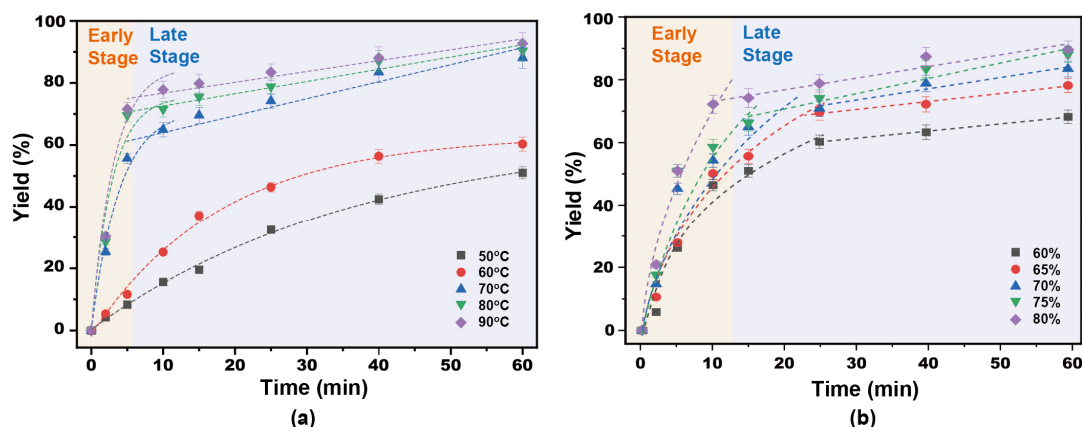 100
80
60
40
20
0
Yield (%)
Early
Stage
Late
Stage
50°C
60°C
70°C
80°C
90°C
0 10 20 30 40 50 60
Time (min)
(a)
100
80
60
40
20
0
Yield (%)
Early
Stage
Late
Stage
60%
65%
70%
75%
80%
0 10 20 30 40 50 60
Time (min)
(b)